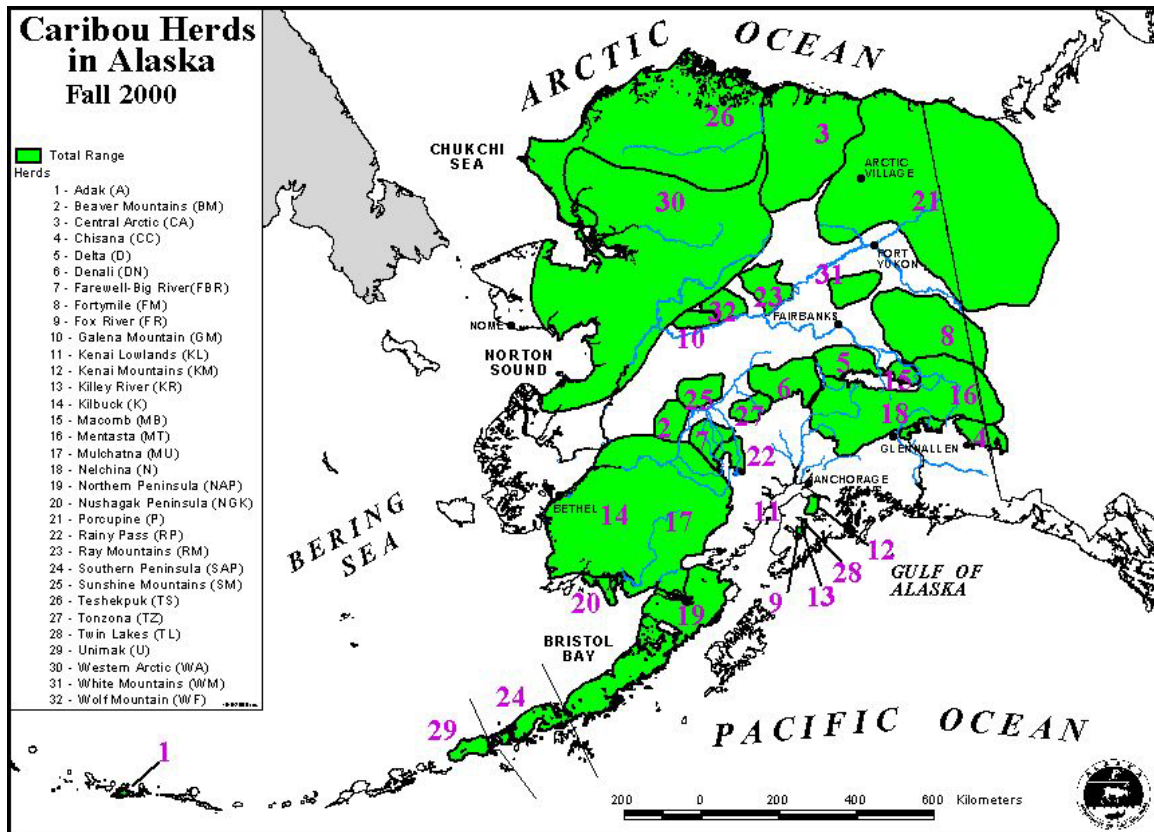 Caribou Herds
in Alaska
Fall 2000
Total Range
Herds
1 - Adak (A)
2 - Beaver Mountains (BM)
3 - Central Arctic (CA)
4 - Chisana (CC)
5 - Delta (D)
6 - Denali (DN)
7 - Farewell-Big River(FBR)
8 - Fortymile (FM)
9 - Fox River (FR)
10 - Galena Mountain (GM)
11 - Kenai Lowlands (KL)
12 - Kenai Mountains (KM)
13 - Killey River (KR)
14 - Kilbuck (K)
15 - Macomb (MB)
16 - Mentasta (MT)
17 - Mulchatna (MU)
18 - Nelchina (N)
19 - Northern Peninsula (NAP)
20 - Nushagak Peninsula (NGK)
21 - Porcupine (P)
22 - Rainy Pass (RP)
23 - Ray Mountains (RM)
24 - Southern Peninsula (SAP)
25 - Sunshine Mountains (SM)
26 - Teshekpuk (TS)
27 - Tonzona (TZ)
28 - Twin Lakes (TL)
29 - Unimak (U)
30 - Western Arctic (WA)
31 - White Mountains (WM)
32 - Wolf Mountain (WF)
ARCTIC OCEAN
26
3
CHUKCHI
SEA
ARCTIC
VILLAGE
30
21
FORT
YUKON
31
23
32
NOME
FAIRBANKS
10
8
NORTON
SOUND
5
15
6
25
16
27
18
2
7
4
GLENNALLEN
22
ANCHORAGE
BETHEL
14
17
11
12
BERING
SEA
28
GULF OF
ALASKA
13
9
20
19
BRISTOL
BAY
24
29
PACIFIC OCEAN
1
200 0 200 400 600 Kilometers
ALASKA